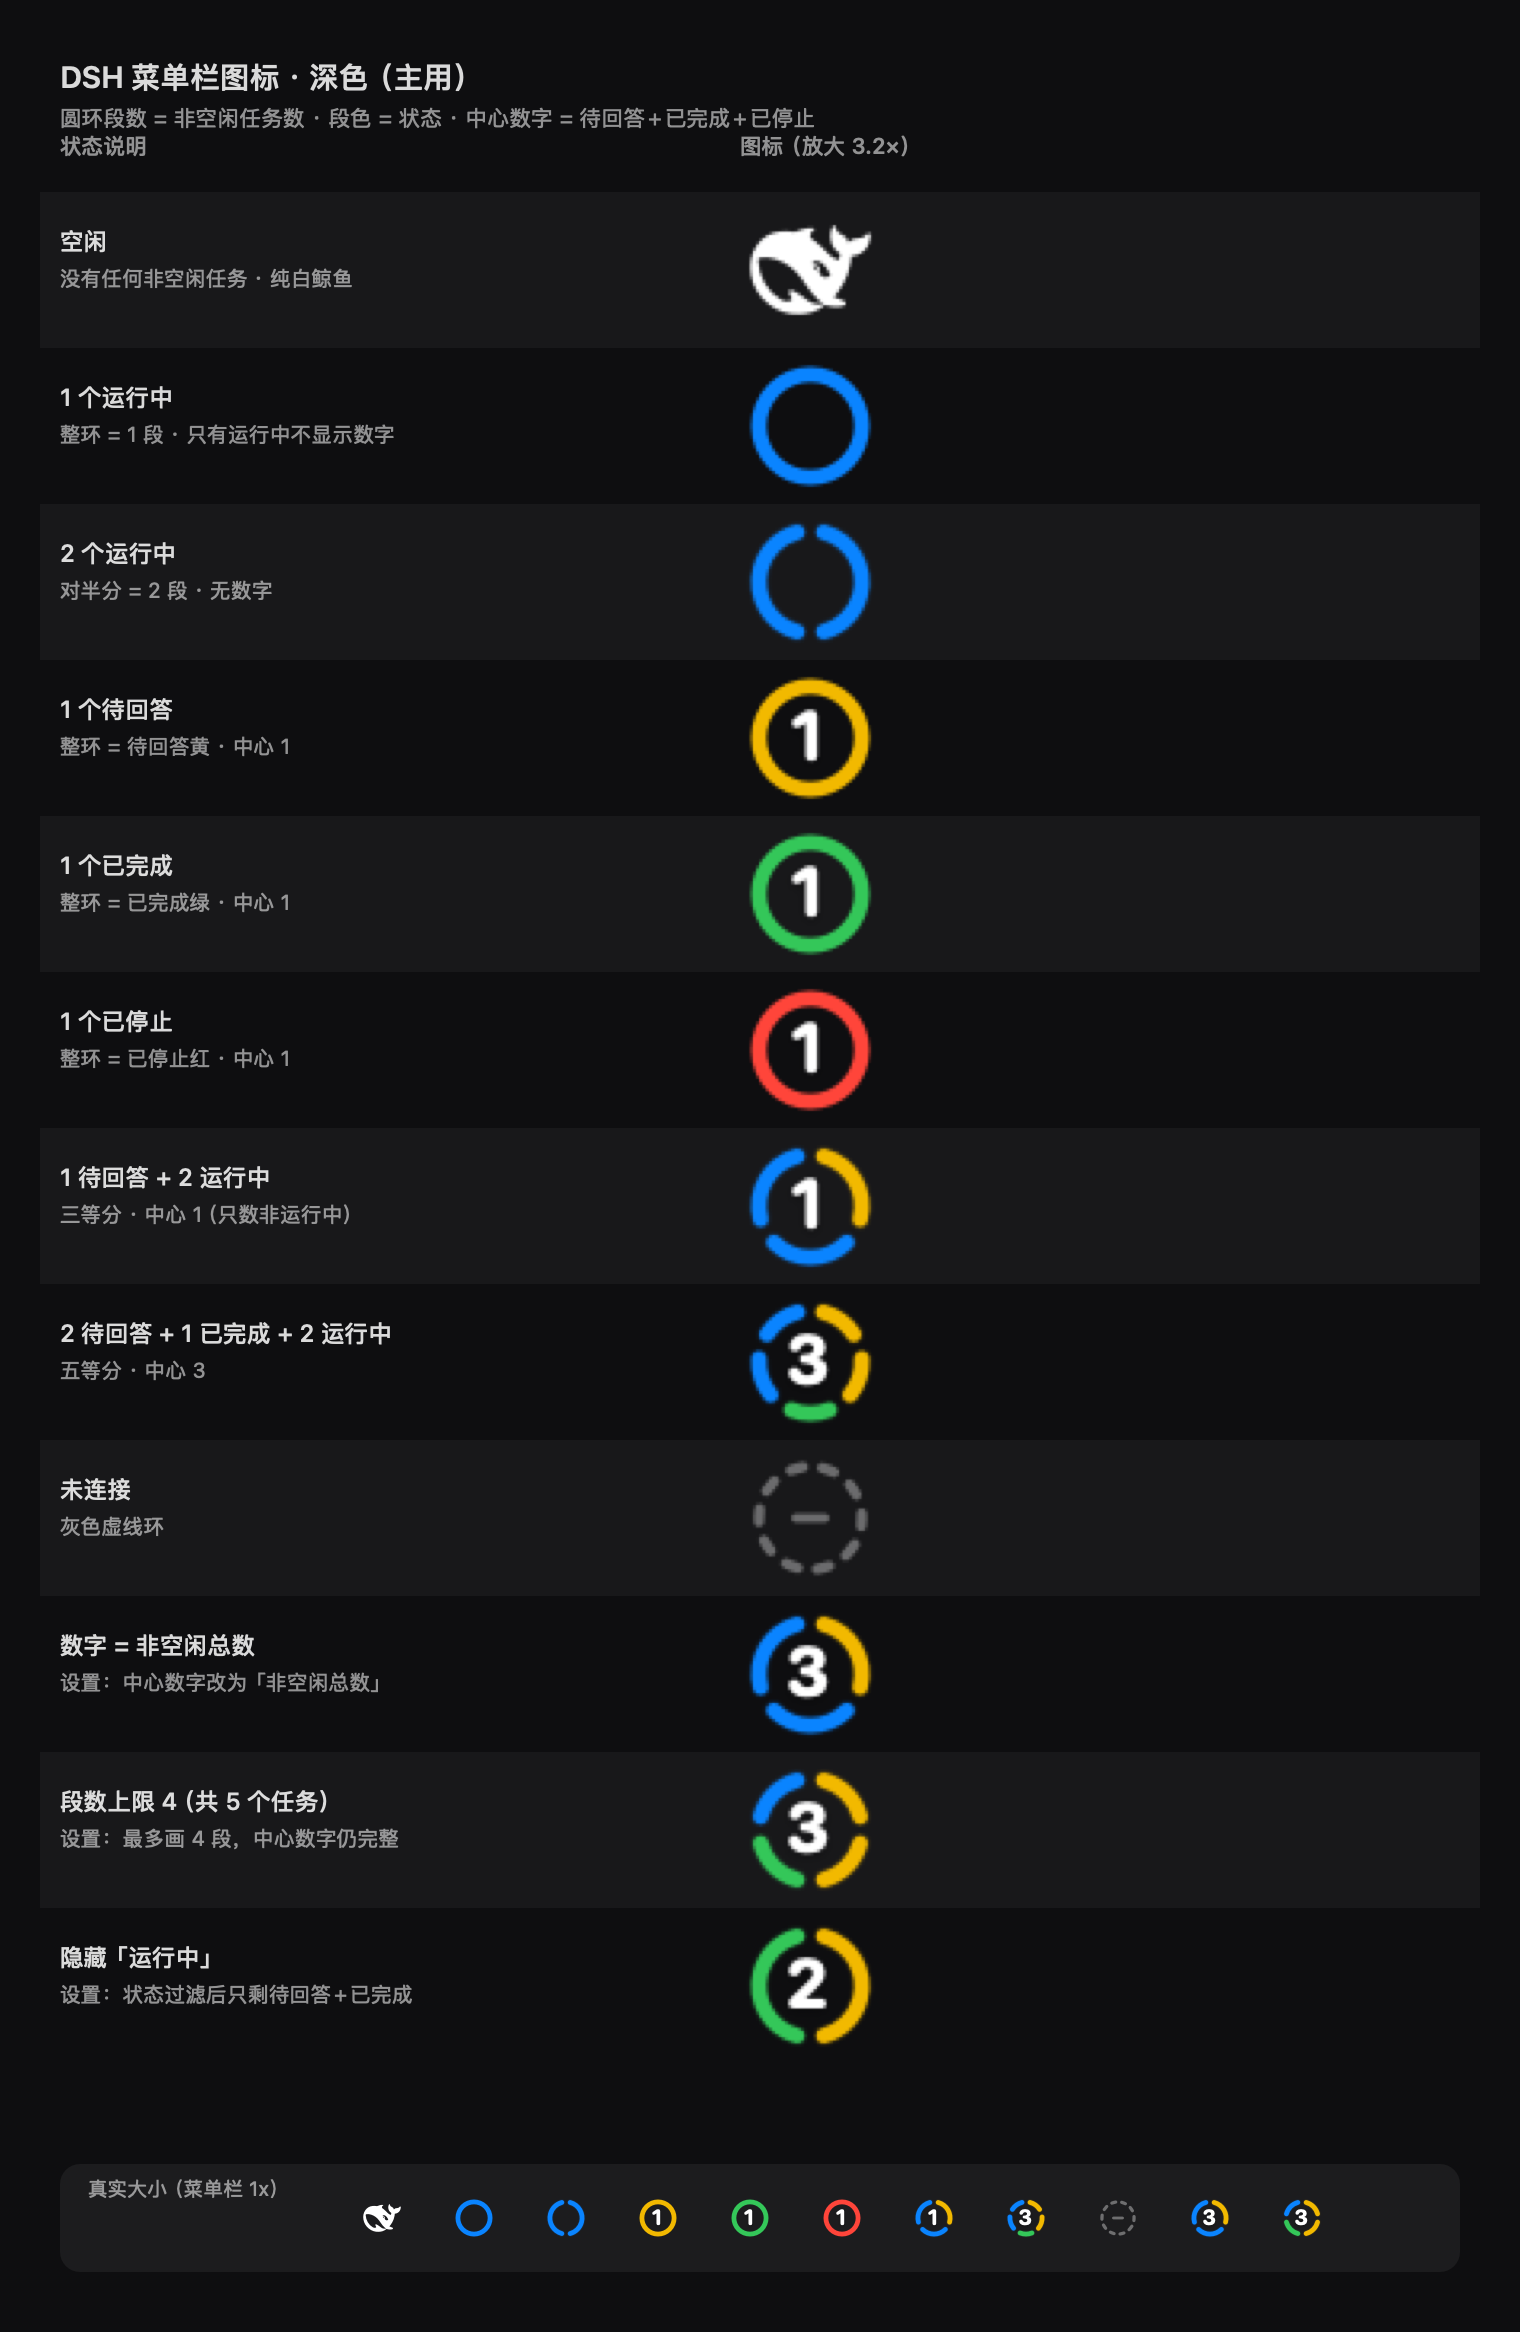 DSH 菜单栏图标 · 深色（主用）
圆环段数 = 非空闲任务数 · 段色 = 状态 · 中心数字 = 待回答+已完成+已停止
状态说明
图标（放大 3.2×）
空闲
没有任何非空闲任务 · 纯白鲸鱼
1 个运行中
整环 = 1 段 · 只有运行中不显示数字
2 个运行中
对半分 = 2 段 · 无数字
1 个待回答
整环 = 待回答黄 · 中心 1
1
1 个已完成
整环 = 已完成绿 · 中心 1
1
1 个已停止
整环 = 已停止红 · 中心 1
1
1 待回答 + 2 运行中
三等分 · 中心 1（只数非运行中）
1
2 待回答 + 1 已完成 + 2 运行中
五等分 · 中心 3
3
未连接
灰色虚线环
数字 = 非空闲总数
设置：中心数字改为「非空闲总数」
3
段数上限 4（共 5 个任务）
设置：最多画 4 段，中心数字仍完整
3
隐藏「运行中」
设置：状态过滤后只剩待回答+已完成
2
真实大小（菜单栏 1x）
1 1 1 1 3 3 3